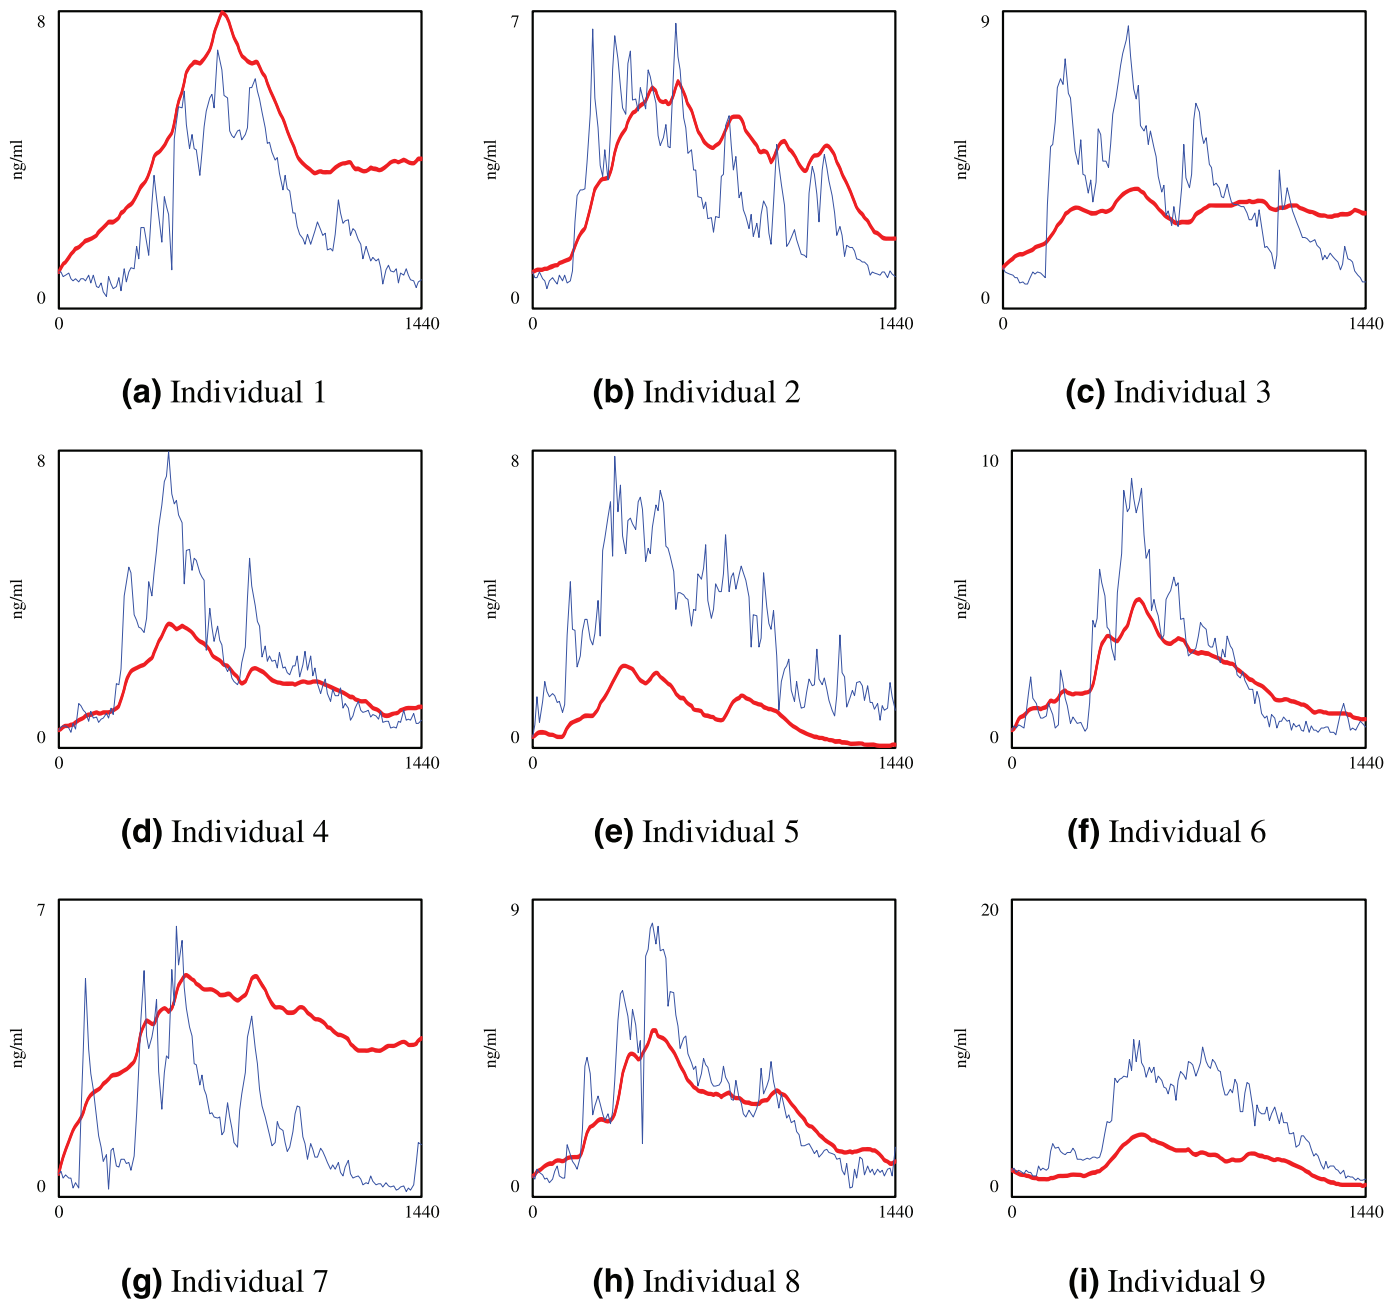 8
ng/ml
0
0 1440
(a) Individual 1
7
ng/ml
0
0 1440
(b) Individual 2
9
ng/ml
0
0 1440
(c) Individual 3
8
ng/ml
0
0 1440
(d) Individual 4
8
ng/ml
0
0 1440
(e) Individual 5
10
ng/ml
0
0 1440
(f) Individual 6
7
ng/ml
0
0 1440
(g) Individual 7
9
ng/ml
0
0 1440
(h) Individual 8
20
ng/ml
0
0 1440
(i) Individual 9